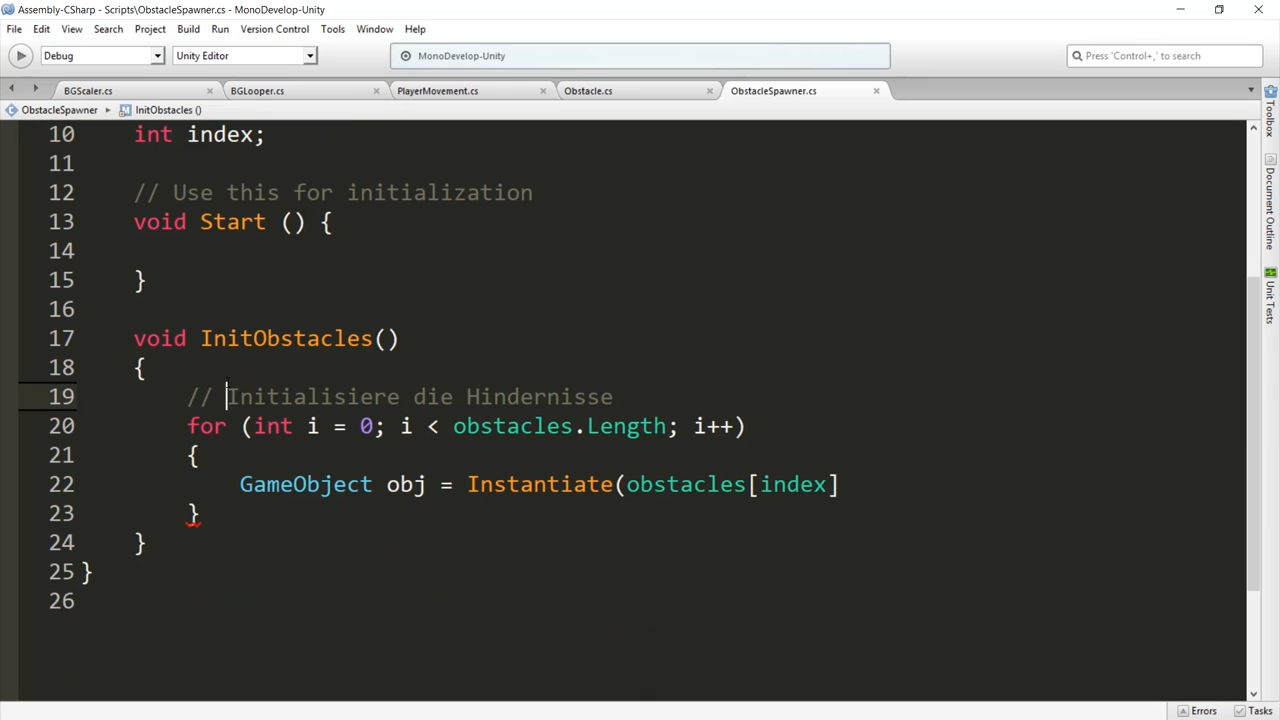 Assembly-CSharp - Scripts\ObstacleSpawner.cs - MonoDevelop-Unity
File Edit View Search Project Build Run Version Control Tools Window Help
Debug Unity Editor MonoDevelop-Unity Press 'Control+,' to search
BGScaler.cs BGLooper.cs PlayerMovement.cs Obstacle.cs ObstacleSpawner.cs
ObstacleSpawner InitObstacles ()
10 int index;
11
12 // Use this for initialization
13 void Start () {
14
15 }
16
17 void InitObstacles()
18 {
19 // Initialisiere die Hindernisse
20 for (int i = 0; i < obstacles.Length; i++)
21 {
22 GameObject obj = Instantiate(obstacles[index]
23 }
24 }
25 }
26
Toolbox
Document Outline
Unit Tests
Errors Tasks